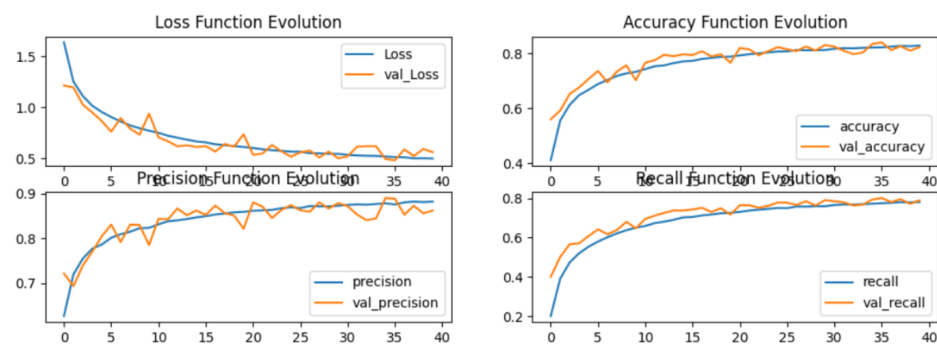 Loss Function Evolution
1.5
1.0
0.5
Loss
val_Loss
0 5 10 15 20 25 30 35 40
Accuracy Function Evolution
0.8
0.6
0.4
accuracy
val_accuracy
0 5 10 15 20 25 30 35 40
Precision Function Evolution
0.9
0.8
0.7
precision
val_precision
0 5 10 15 20 25 30 35 40
Recall Function Evolution
0.8
0.6
0.4
0.2
recall
val_recall
0 5 10 15 20 25 30 35 40